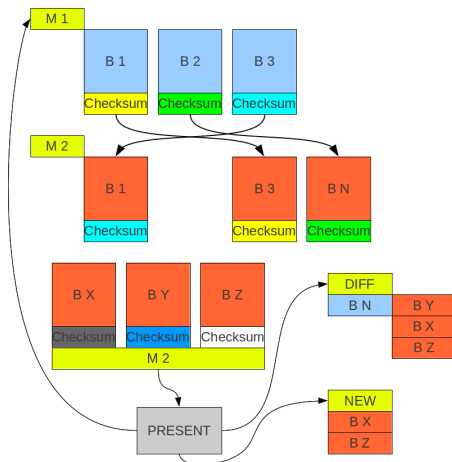 M 1
B 1 B 2 B 3
Checksum Checksum Checksum
M 2
B 1 B 3 B N
Checksum Checksum Checksum
B X B Y B Z
Checksum Checksum Checksum
M 2
DIFF
B N B Y
B X
B Z
PRESENT
NEW
B X
B Z